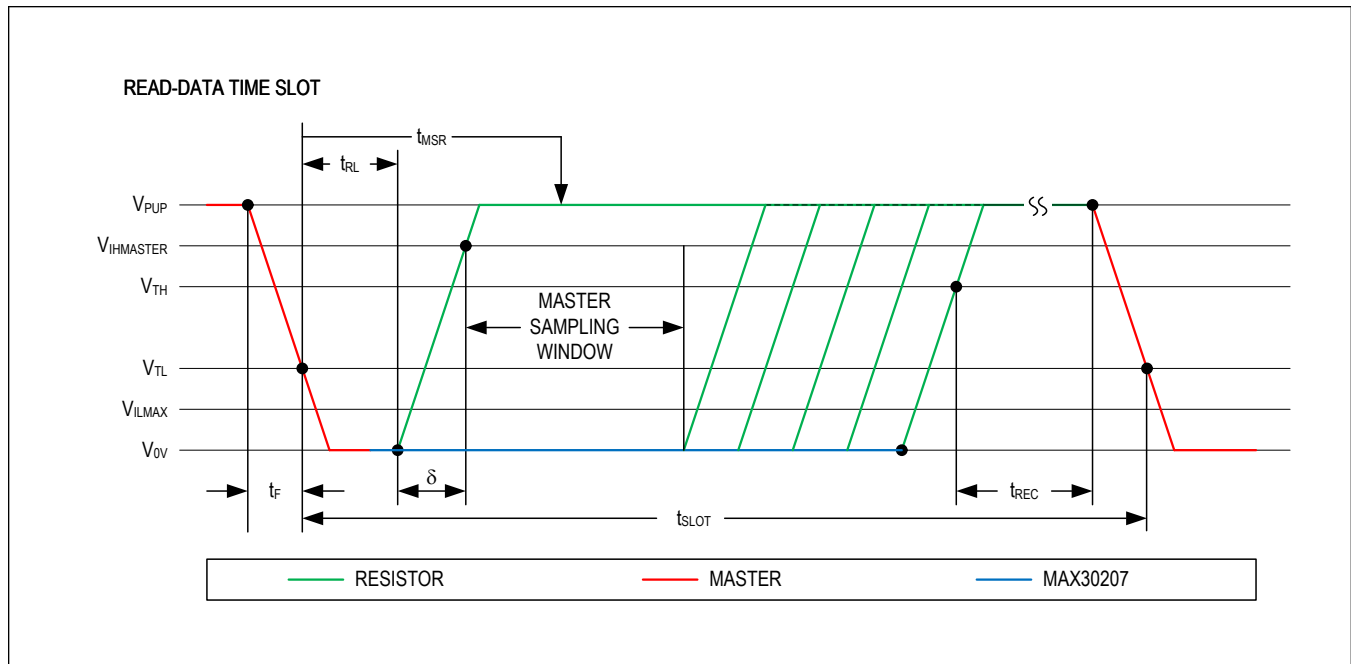 READ-DATA TIME SLOT
tMSR
tRL
VPUP
VIHMASTER
VTH
MASTER
SAMPLING
WINDOW
VTL
VILMAX
V0V
tF
δ
tREC
tSLOT
RESISTOR
MASTER
MAX30207